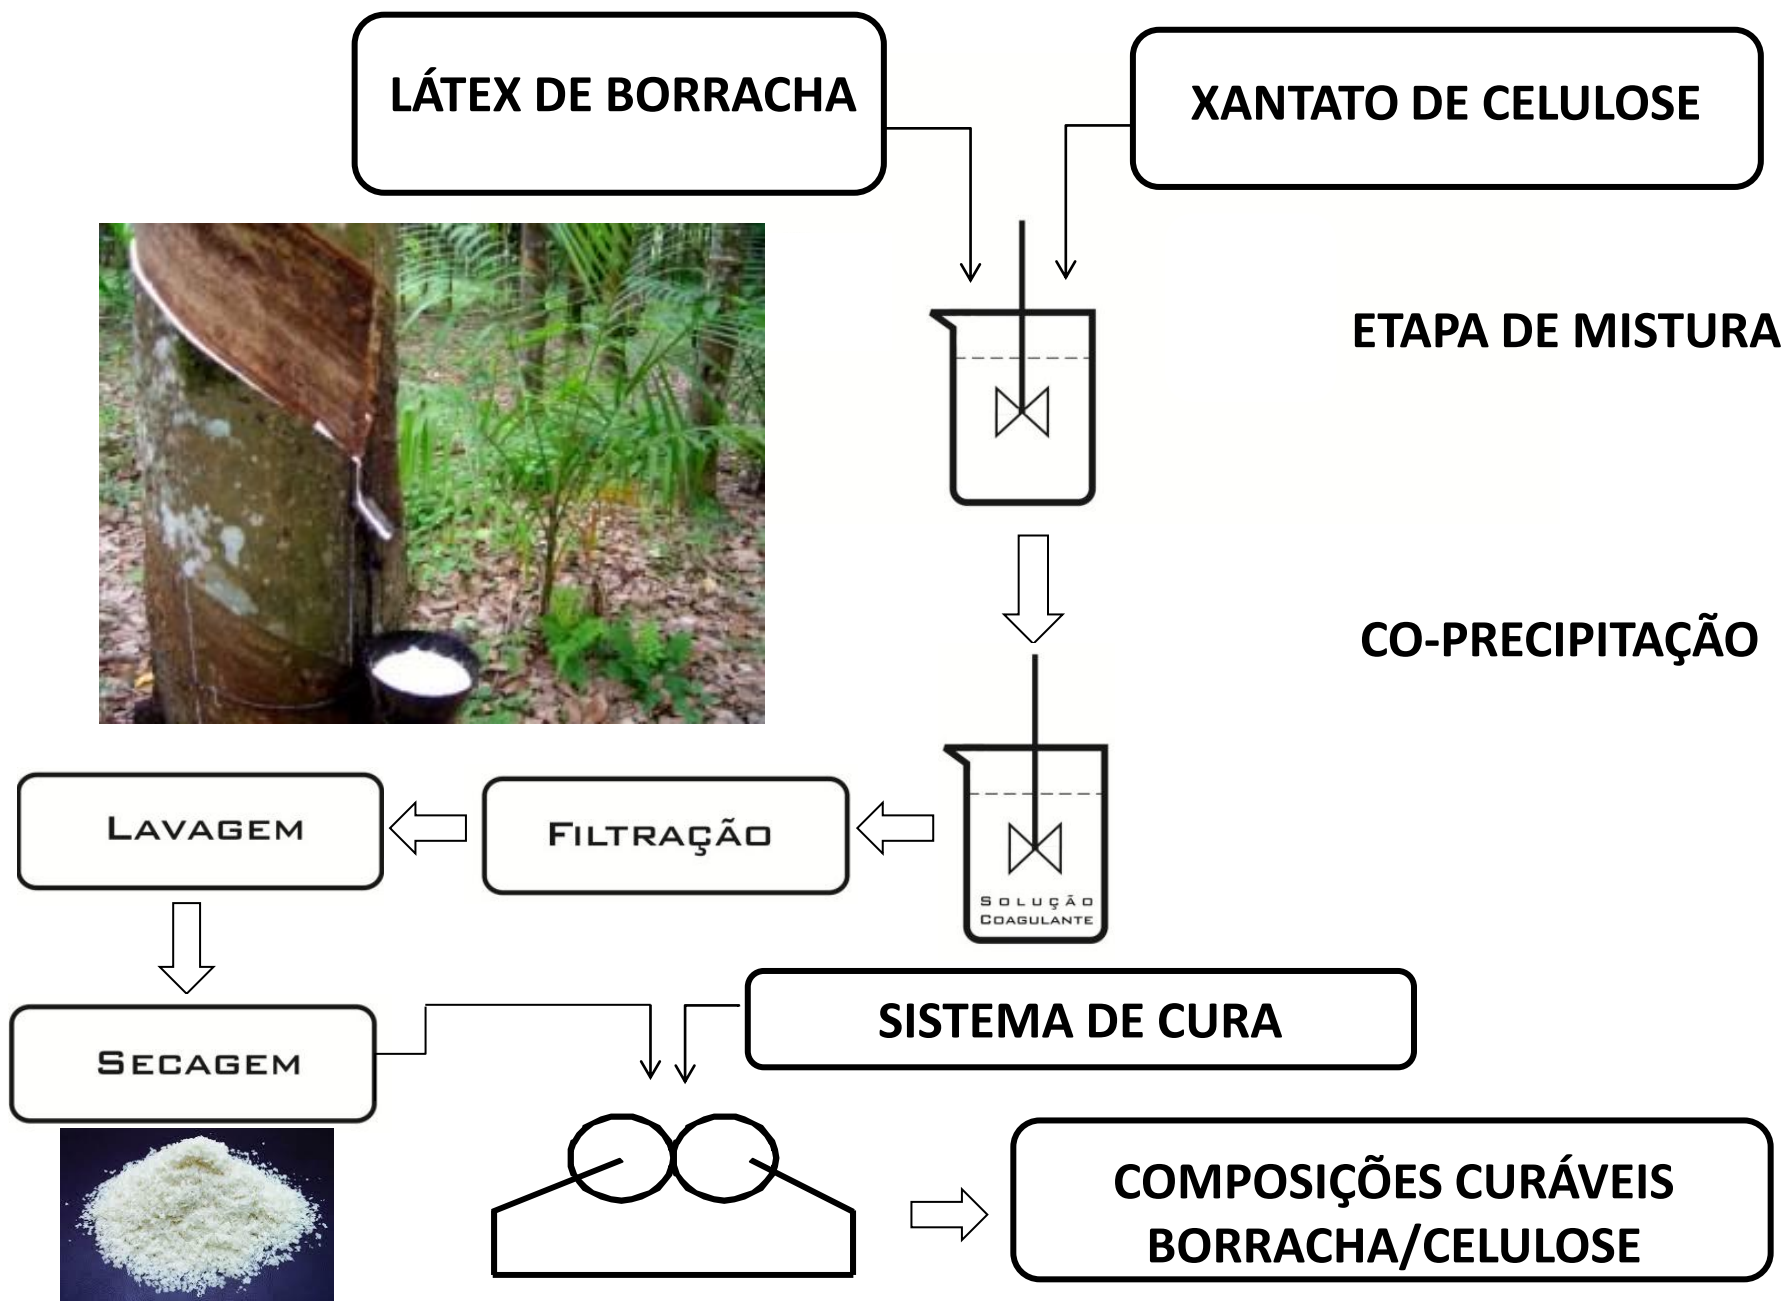 LÁTEX DE BORRACHA
XANTATO DE CELULOSE
ETAPA DE MISTURA
CO-PRECIPITAÇÃO
SOLUÇÃO
COAGULANTE
FILTRAÇÃO
LAVAGEM
SECAGEM
SISTEMA DE CURA
COMPOSIÇÕES CURÁVEIS
BORRACHA/CELULOSE